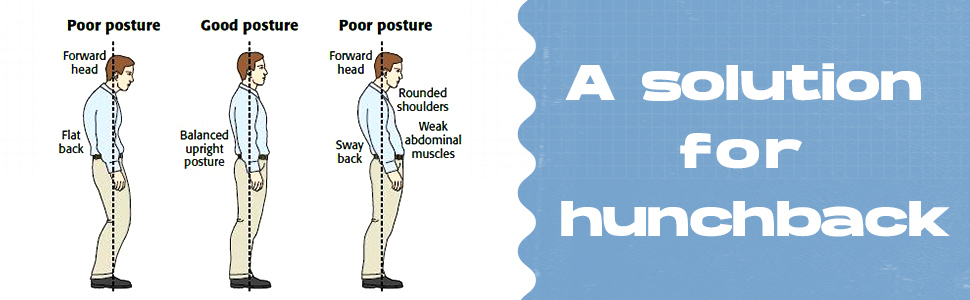 Poor posture
Forward
head
Flat
back
Good posture
Balanced
upright
posture
Poor posture
Forward
head
Rounded
shoulders
Weak
abdominal
muscles
Sway
back
A solution
for
hunchback